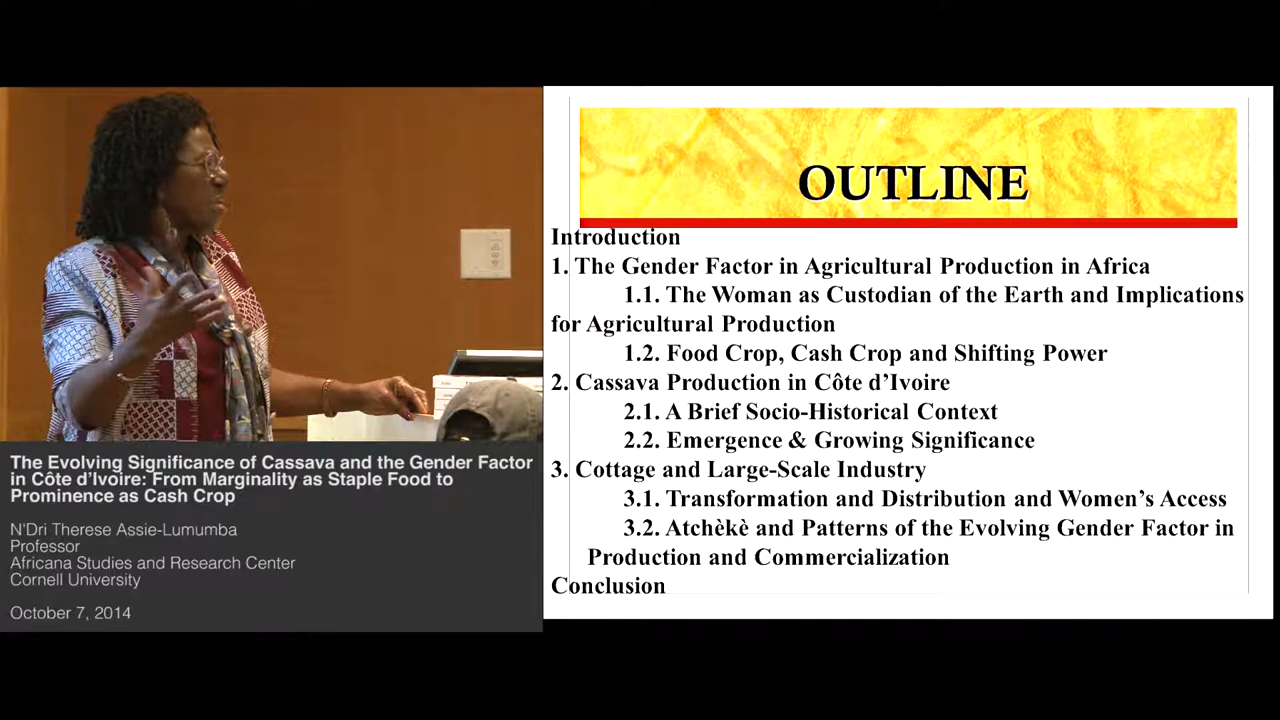 OUTLINE
Introduction
1. The Gender Factor in Agricultural Production in Africa
1.1. The Woman as Custodian of the Earth and Implications
for Agricultural Production
1.2. Food Crop, Cash Crop and Shifting Power
2. Cassava Production in Côte d’Ivoire
2.1. A Brief Socio-Historical Context
2.2. Emergence & Growing Significance
3. Cottage and Large-Scale Industry
3.1. Transformation and Distribution and Women’s Access
3.2. Atchèkè and Patterns of the Evolving Gender Factor in
Production and Commercialization
Conclusion
The Evolving Significance of Cassava and the Gender Factor
in Côte d’Ivoire: From Marginality as Staple Food to
Prominence as Cash Crop
N'Dri Therese Assie-Lumumba
Professor
Africana Studies and Research Center
Cornell University
October 7, 2014